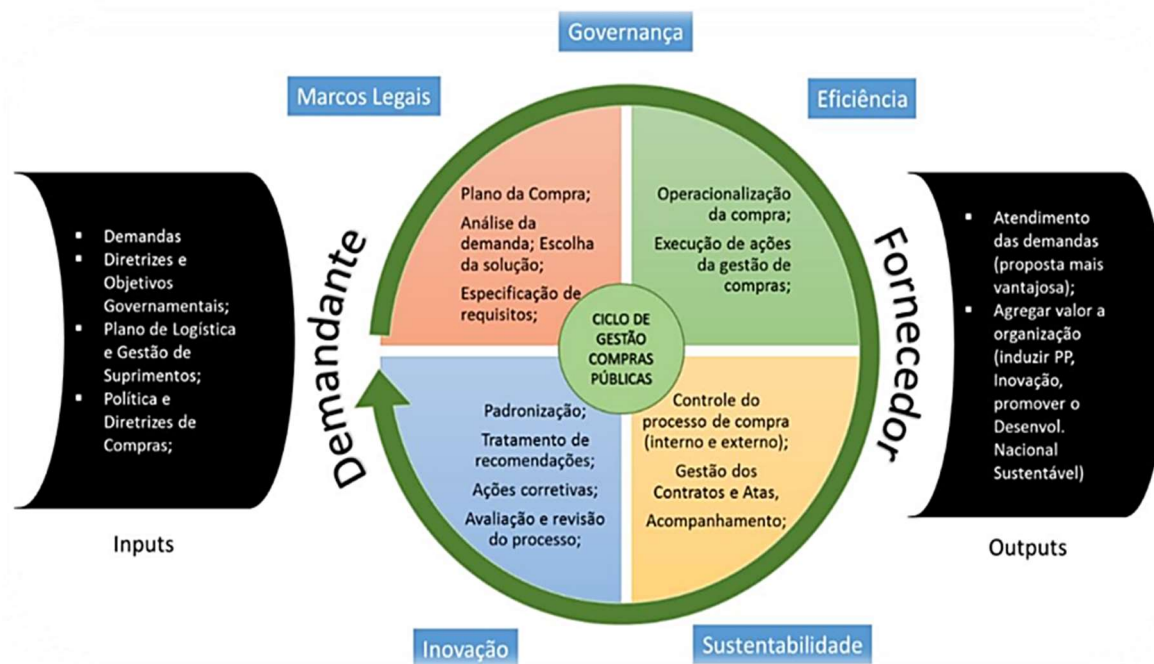 Governança
Marcos Legais
Eficiência
▪ Demandas
▪ Diretrizes e
Objetivos
Governamentais;
▪ Plano de Logística
e Gestão de
Suprimentos;
▪ Política e
Diretrizes de
Compras;
Inputs
Demandante
Plano da Compra;
Análise da
demanda; Escolha
da solução;
Especificação de
requisitos;
Operacionalização
da compra;
Execução de ações
da gestão de
compras;
CICLO DE
GESTÃO
COMPRAS
PÚBLICAS
Padronização;
Tratamento de
recomendações;
Ações corretivas;
Avaliação e revisão
do processo;
Controle do
processo de compra
(interno e externo);
Gestão dos
Contratos e Atas,
Acompanhamento;
Fornecedor
▪ Atendimento
das demandas
(proposta mais
vantajosa);
▪ Agregar valor a
organização
(induzir PP,
Inovação,
promover o
Desenvol.
Nacional
Sustentável)
Outputs
Inovação
Sustentabilidade